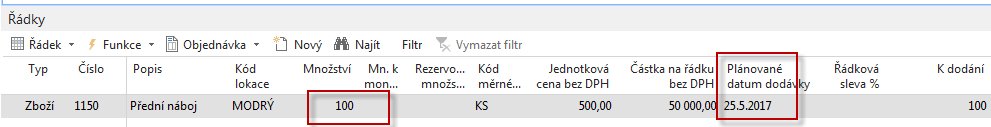 Řádky
Řádek Funkce Objednávka Nový Najít Filtr Vymazat filtr
Typ Číslo Popis Kód lokace Množství Mn. k mon... Rezervo... množs... Kód měrné... Jednotková cena bez DPH Částka na řádku bez DPH Plánované datum dodávky Řádková sleva % K dodání
Zboží 1150 Přední náboj MODRÝ 100 KS 500,00 50 000,00 25.5.2017 100